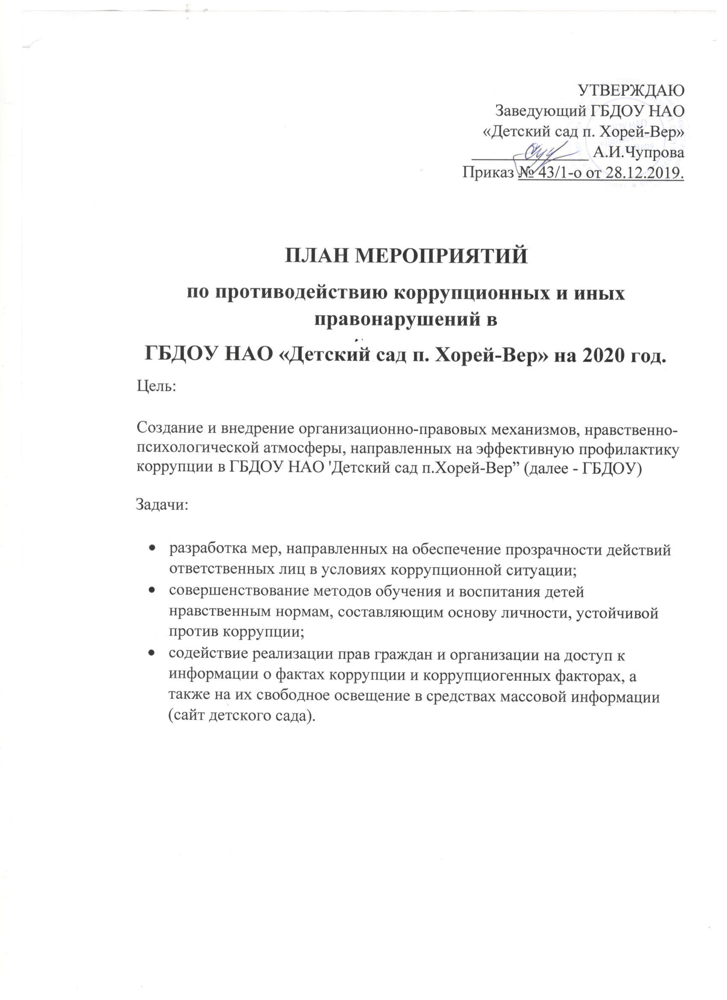 УТВЕРЖДАЮ
Заведующий ГБДОУ НАО
«Детский сад п. Хорей-Вер»
А.И.Чупрова
Приказ № 43/1-о от 28.12.2019.
ПЛАН МЕРОПРИЯТИЙ
по противодействию коррупционных и иных
правонарушений в
ГБДОУ НАО «Детский сад п. Хорей-Вер» на 2020 год.
Цель:
Создание и внедрение организационно-правовых механизмов, нравственно-
психологической атмосферы, направленных на эффективную профилактику
коррупции в ГБДОУ НАО 'Детский сад п.Хорей-Вер” (далее - ГБДОУ)
Задачи:
• разработка мер, направленных на обеспечение прозрачности действий
ответственных лиц в условиях коррупционной ситуации;
• совершенствование методов обучения и воспитания детей
нравственным нормам, составляющим основу личности, устойчивой
против коррупции;
• содействие реализации прав граждан и организации на доступ к
информации о фактах коррупции и коррупциогенных факторах, а
также на их свободное освещение в средствах массовой информации
(сайт детского сада).